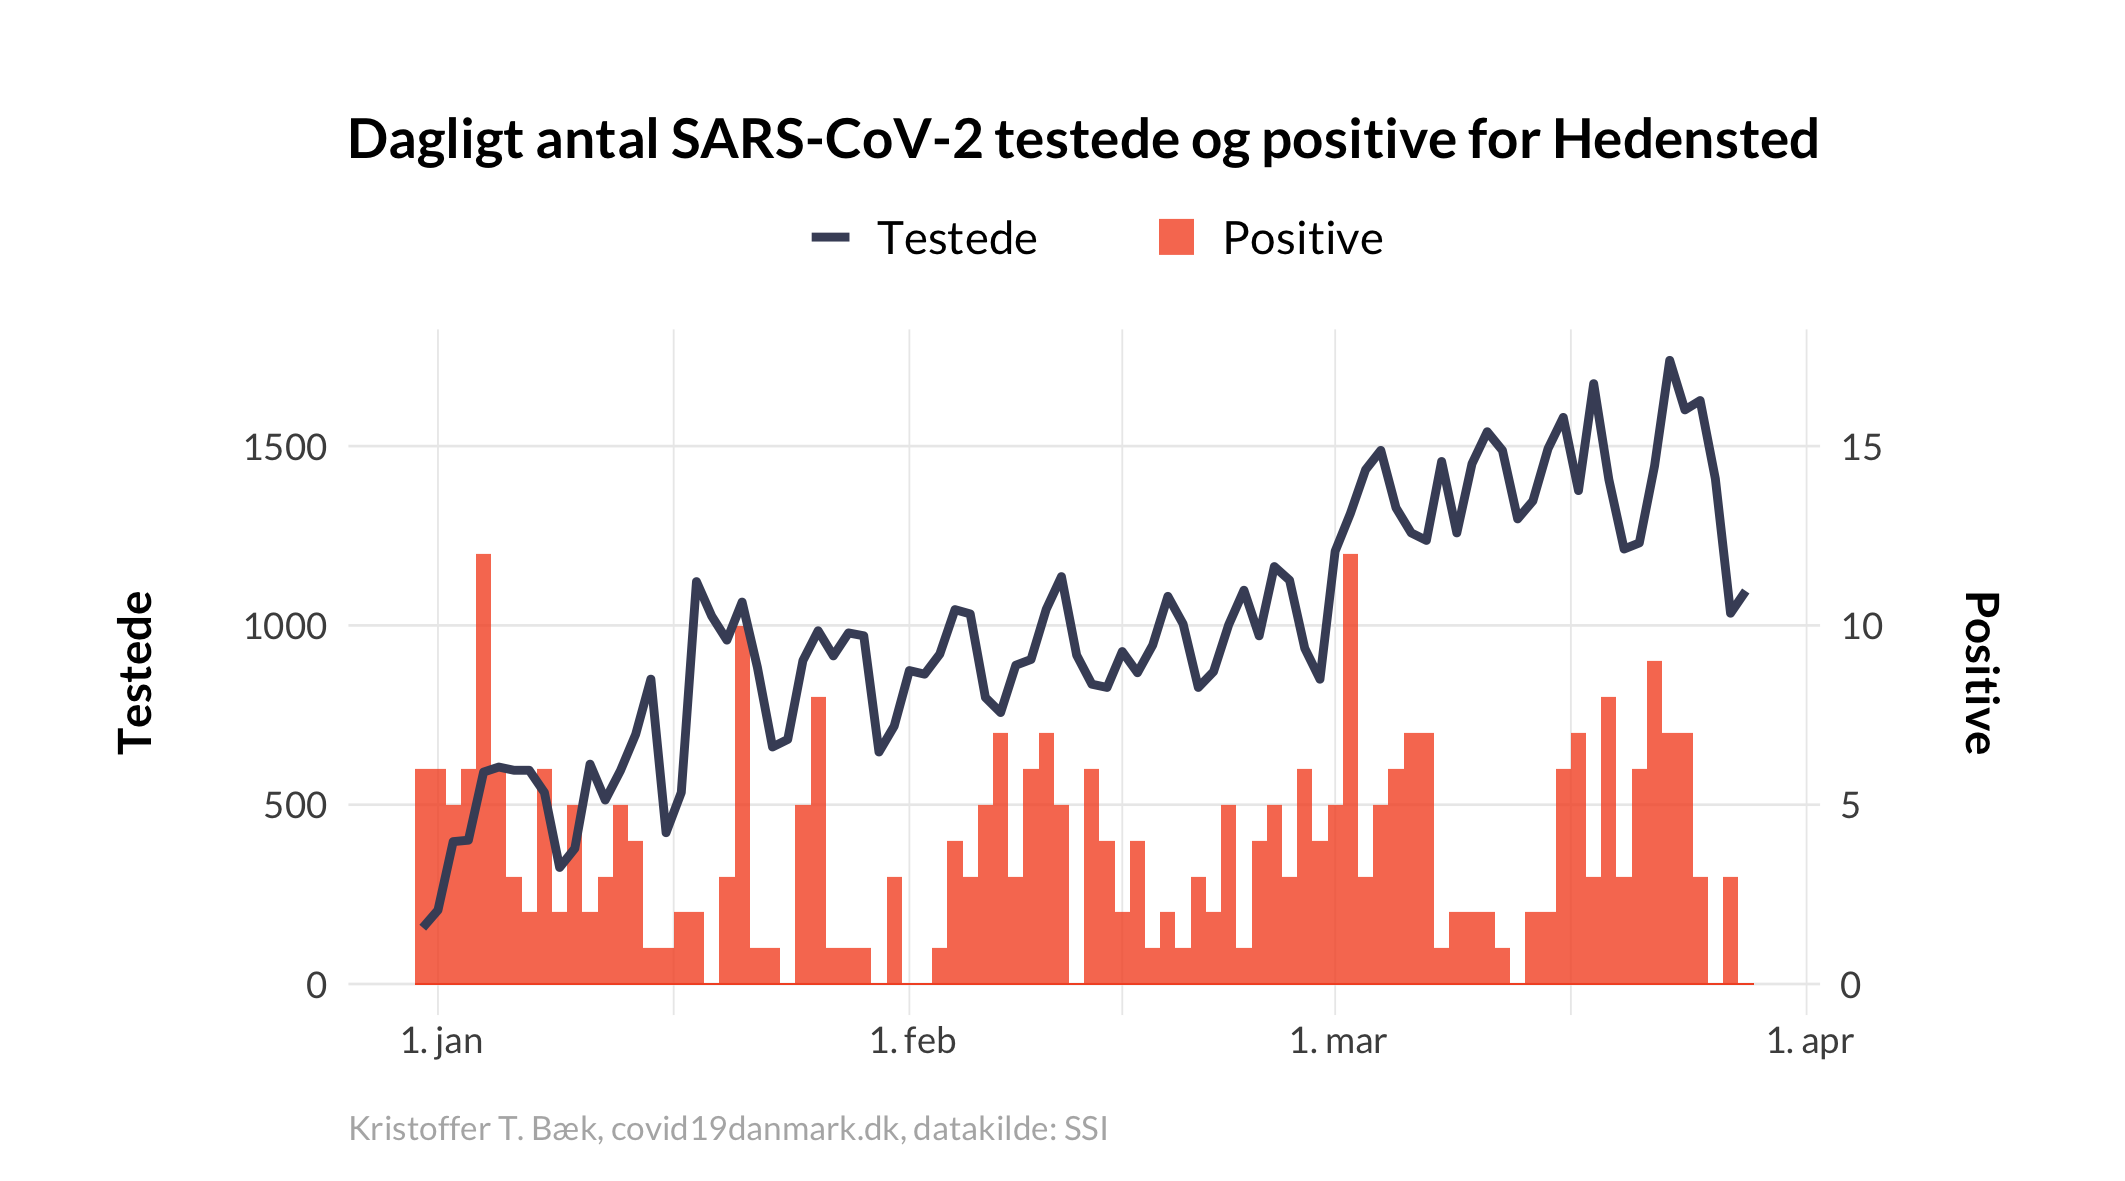 Dagligt antal SARS-CoV-2 testede og positive for Hedensted
Testede
Positive
1500
1000
500
0
Testede
15
10
5
0
Positive
1. jan
1. feb
1. mar
1. apr
Kristoffer T. Bæk, covid19danmark.dk, datakilde: SSI